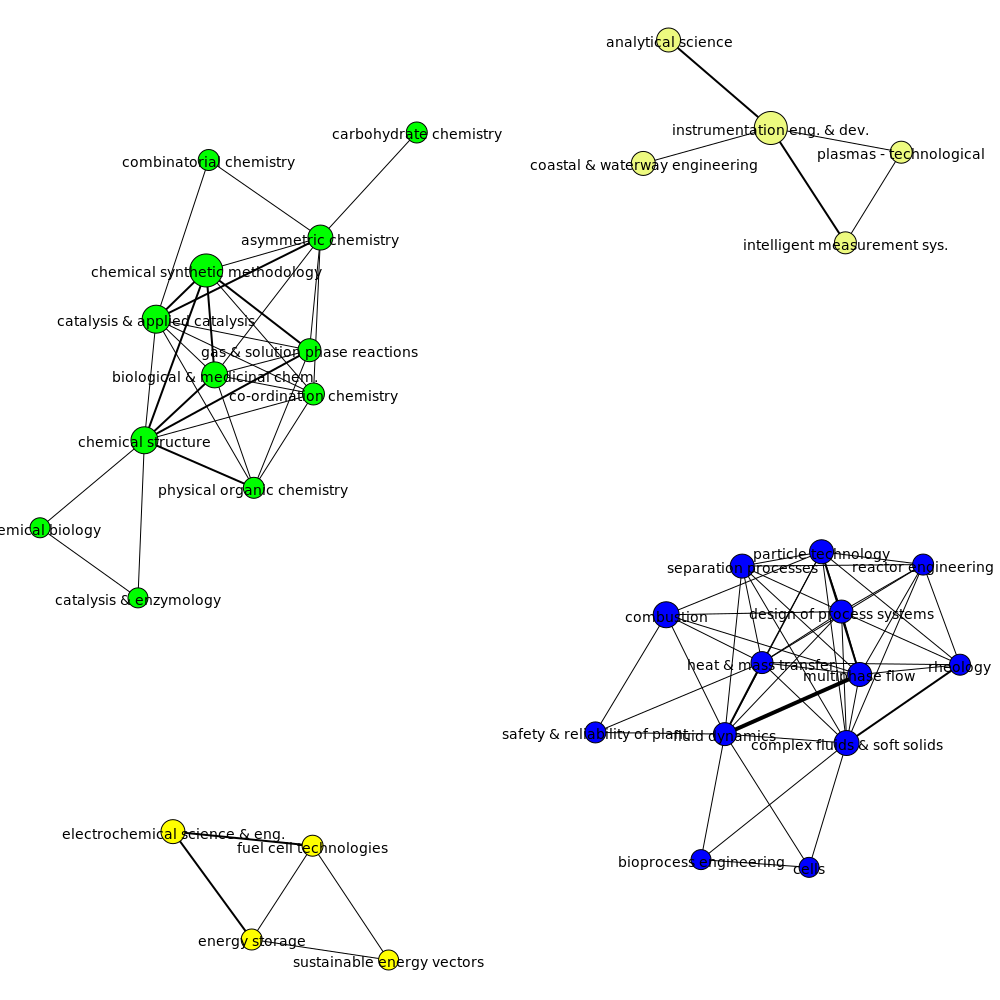 analytical science
instrumentation eng. & dev.
carbohydrate chemistry
combinatorial chemistry
plasmas - technological
coastal & waterway engineering
asymmetric chemistry
intelligent measurement sys.
chemical synthetic methodology
catalysis & applied catalysis
gas & solution phase reactions
biological & medicinal chem.
co-ordination chemistry
chemical structure
physical organic chemistry
emical biology
catalysis & enzymology
particle technology
separation processes
reactor engineering
combustion
design of process systems
heat & mass transfer
rheology
multiphase flow
safety & reliability of plant
fluid dynamics
complex fluids & soft solids
bioprocess engineering
cells
electrochemical science & eng.
fuel cell technologies
energy storage
sustainable energy vectors